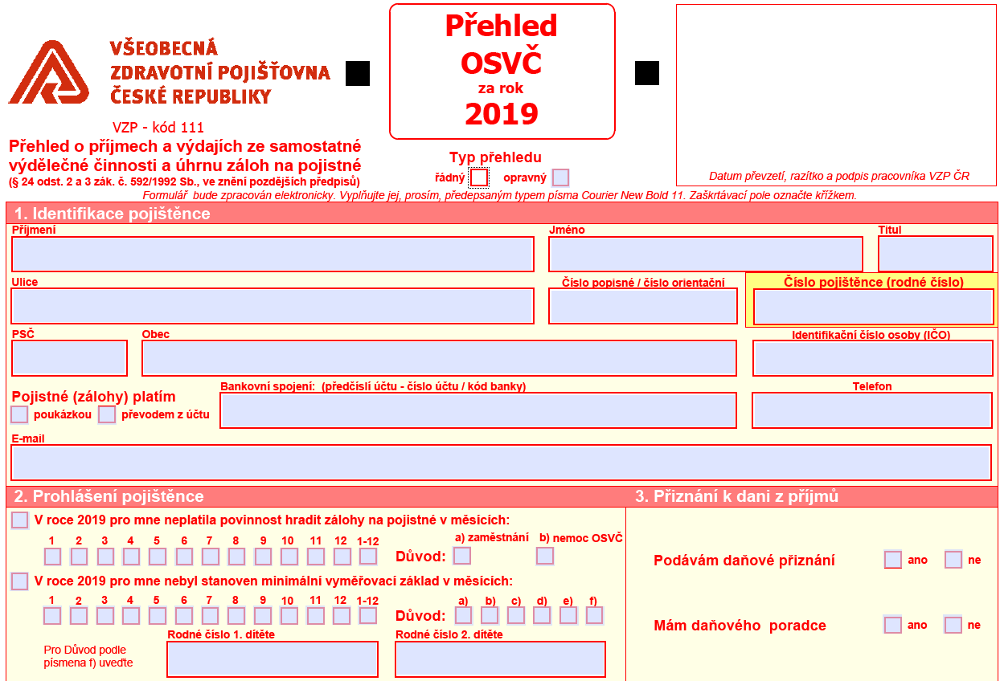 VŠEOBECNÁ
ZDRAVOTNÍ POJIŠŤOVNA
ČESKÉ REPUBLIKY
VZP - kód 111
Přehled o příjmech a výdajích ze samostatné
výdělečné činnosti a úhrnu záloh na pojistné
(§ 24 odst. 2 a 3 zák. č. 592/1992 Sb., ve znění pozdějších předpisů)
Přehled
OSVČ
za rok
2019
Typ přehledu
řádný opravný
Datum převzetí, razítko a podpis pracovníka VZP ČR
Formulář bude zpracován elektronicky. Vyplňujte jej, prosím, předepsaným typem písma Courier New Bold 11. Zaškrtávací pole označte křížkem.
1. Identifikace pojištěnce
Příjmení Jméno Titul
Ulice Číslo popisné / číslo orientační Číslo pojištěnce (rodné číslo)
PSČ Obec Identifikační číslo osoby (IČO)
Pojistné (zálohy) platím
poukázkou převodem z účtu
Bankovní spojení: (předčíslí účtu - číslo účtu / kód banky)
Telefon
E-mail
2. Prohlášení pojištěnce
V roce 2019 pro mne neplatila povinnost hradit zálohy na pojistné v měsících:
1 2 3 4 5 6 7 8 9 10 11 12 1-12
Důvod: a) zaměstnání b) nemoc OSVČ
V roce 2019 pro mne nebyl stanoven minimální vyměřovací základ v měsících:
1 2 3 4 5 6 7 8 9 10 11 12 1-12
Důvod: a) b) c) d) e) f)
Pro Důvod podle
písmena f) uveďte
Rodné číslo 1. dítěte Rodné číslo 2. dítěte
3. Přiznání k dani z příjmů
Podávám daňové přiznání ano ne
Mám daňového poradce ano ne